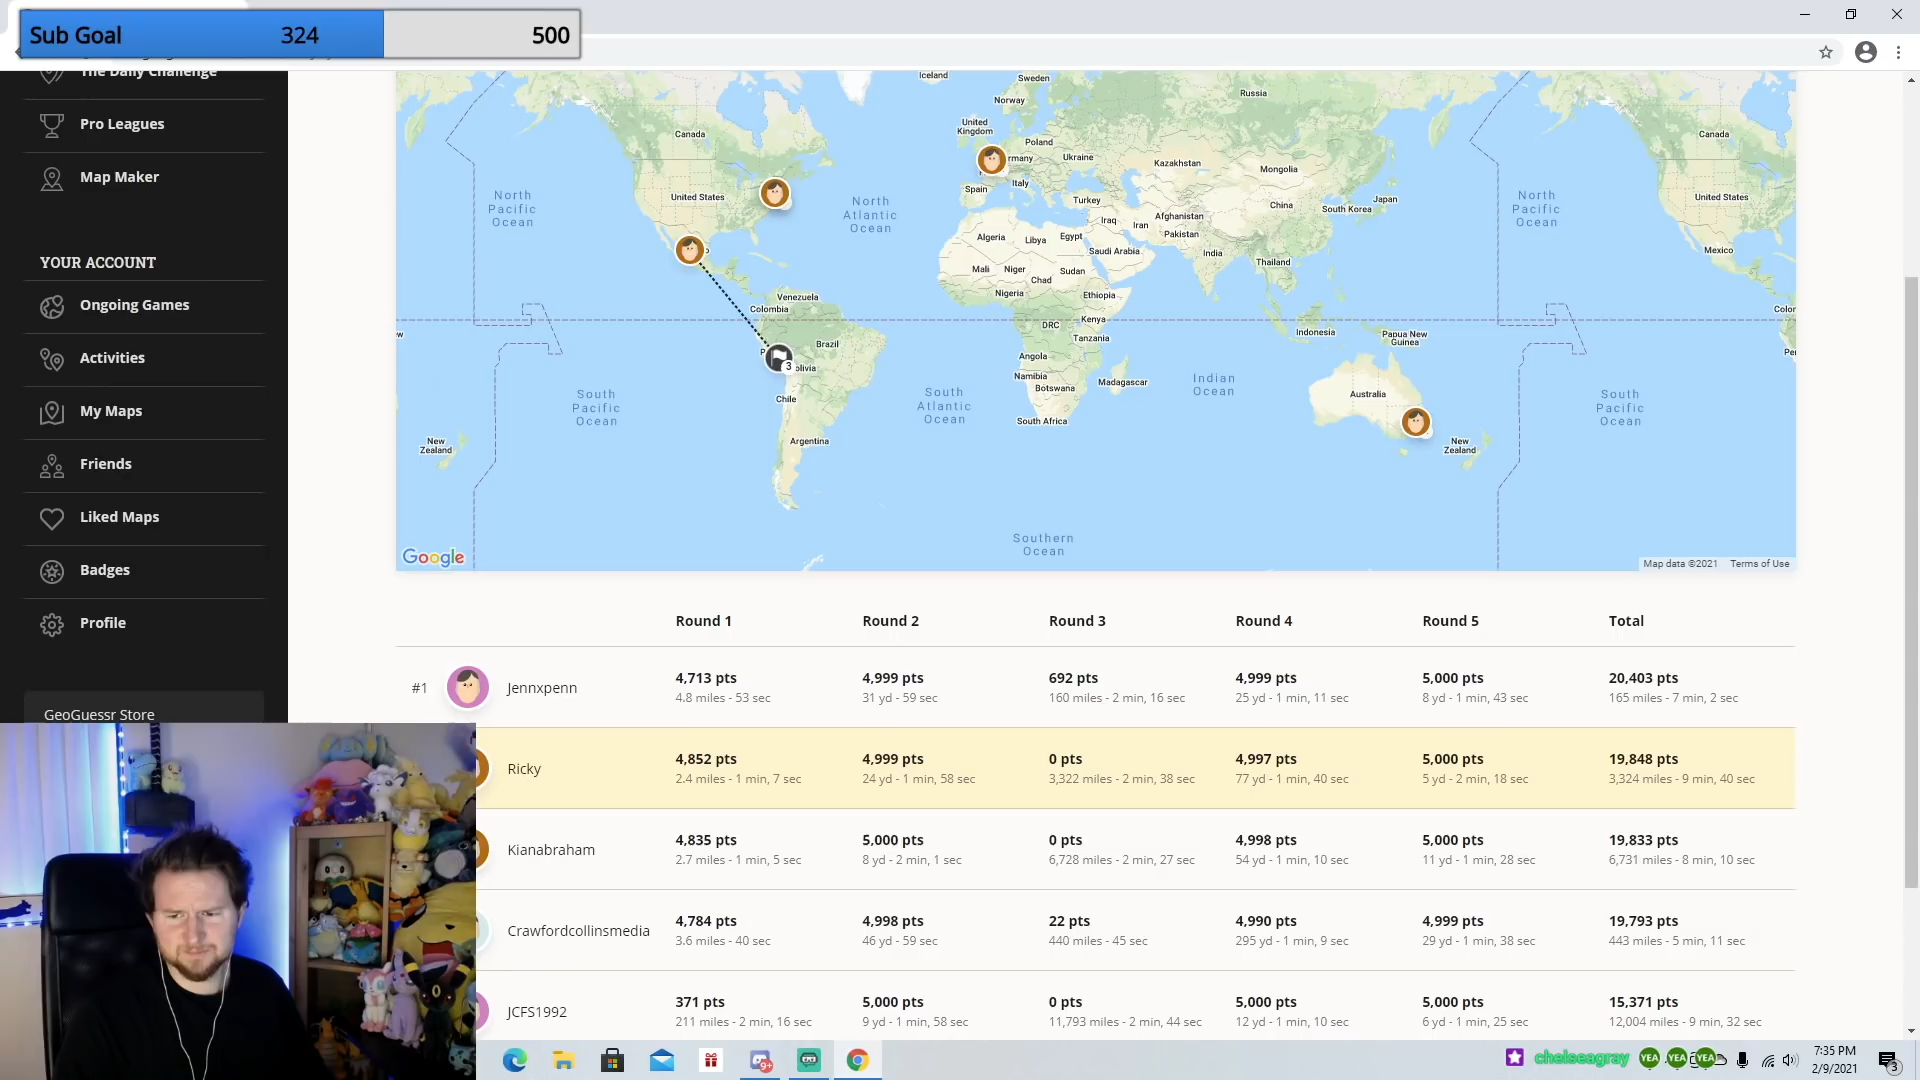 Sub Goal 324 500
The Daily Challenge
Pro Leagues
Map Maker
YOUR ACCOUNT
Ongoing Games
Activities
My Maps
Friends
Liked Maps
Badges
Profile
GeoGuessr Store
Iceland
Sweden
Norway
Russia
Canada
United Kingdom
Poland
Ukraine
Kazakhstan
Mongolia
Canada
Spain
Italy
Turkey
China
South Korea
Japan
United States
United States
North Pacific Ocean
North Atlantic Ocean
North Pacific Ocean
Iraq
Iran
Afghanistan
Pakistan
Algeria
Libya
Egypt
Saudi Arabia
India
Thailand
Mexico
Mali
Niger
Chad
Sudan
Nigeria
Ethiopia
Venezuela
Colombia
DRC
Kenya
Tanzania
Indonesia
Papua New Guinea
Brazil
3
Angola
Namibia
Botswana
Madagascar
Chile
South Africa
Australia
Indian Ocean
South Pacific Ocean
South Atlantic Ocean
South Pacific Ocean
New Zealand
Argentina
New Zealand
Southern Ocean
Google
Map data ©2021 Terms of Use
Round 1 Round 2 Round 3 Round 4 Round 5 Total
#1 Jennxpenn 4,713 pts 4,999 pts 692 pts 4,999 pts 5,000 pts 20,403 pts
4.8 miles - 53 sec 31 yd - 59 sec 160 miles - 2 min, 16 sec 25 yd - 1 min, 11 sec 8 yd - 1 min, 43 sec 165 miles - 7 min, 2 sec
Ricky 4,852 pts 4,999 pts 0 pts 4,997 pts 5,000 pts 19,848 pts
2.4 miles - 1 min, 7 sec 24 yd - 1 min, 58 sec 3,322 miles - 2 min, 38 sec 77 yd - 1 min, 40 sec 5 yd - 2 min, 18 sec 3,324 miles - 9 min, 40 sec
Kianabraham 4,835 pts 5,000 pts 0 pts 4,998 pts 5,000 pts 19,833 pts
2.7 miles - 1 min, 5 sec 8 yd - 2 min, 1 sec 6,728 miles - 2 min, 27 sec 54 yd - 1 min, 10 sec 11 yd - 1 min, 28 sec 6,731 miles - 8 min, 10 sec
Crawfordcollinsmedia 4,784 pts 4,998 pts 22 pts 4,990 pts 4,999 pts 19,793 pts
3.6 miles - 40 sec 46 yd - 59 sec 440 miles - 45 sec 295 yd - 1 min, 9 sec 29 yd - 1 min, 38 sec 443 miles - 5 min, 11 sec
JCFS1992 371 pts 5,000 pts 0 pts 5,000 pts 5,000 pts 15,371 pts
211 miles - 2 min, 16 sec 9 yd - 1 min, 58 sec 11,793 miles - 2 min, 44 sec 12 yd - 1 min, 10 sec 6 yd - 1 min, 25 sec 12,004 miles - 9 min, 32 sec
9+
chelseagray YEA YEA YEA
7:35 PM
2/9/2021
3